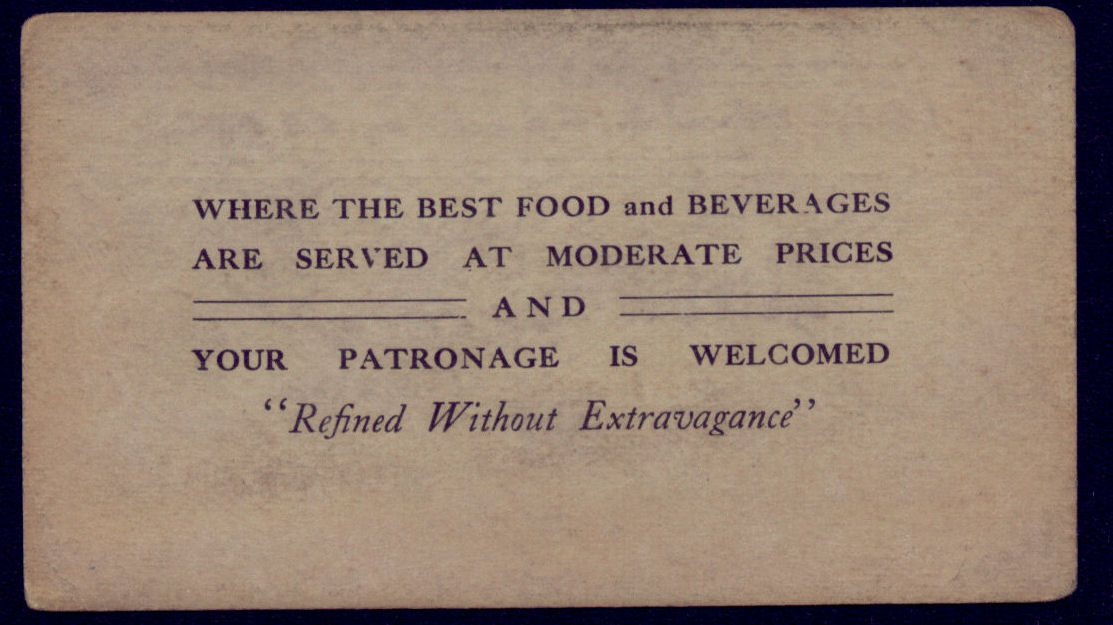 WHERE THE BEST FOOD and BEVERAGES
ARE SERVED AT MODERATE PRICES
AND
YOUR PATRONAGE IS WELCOMED
“Refined Without Extravagance”